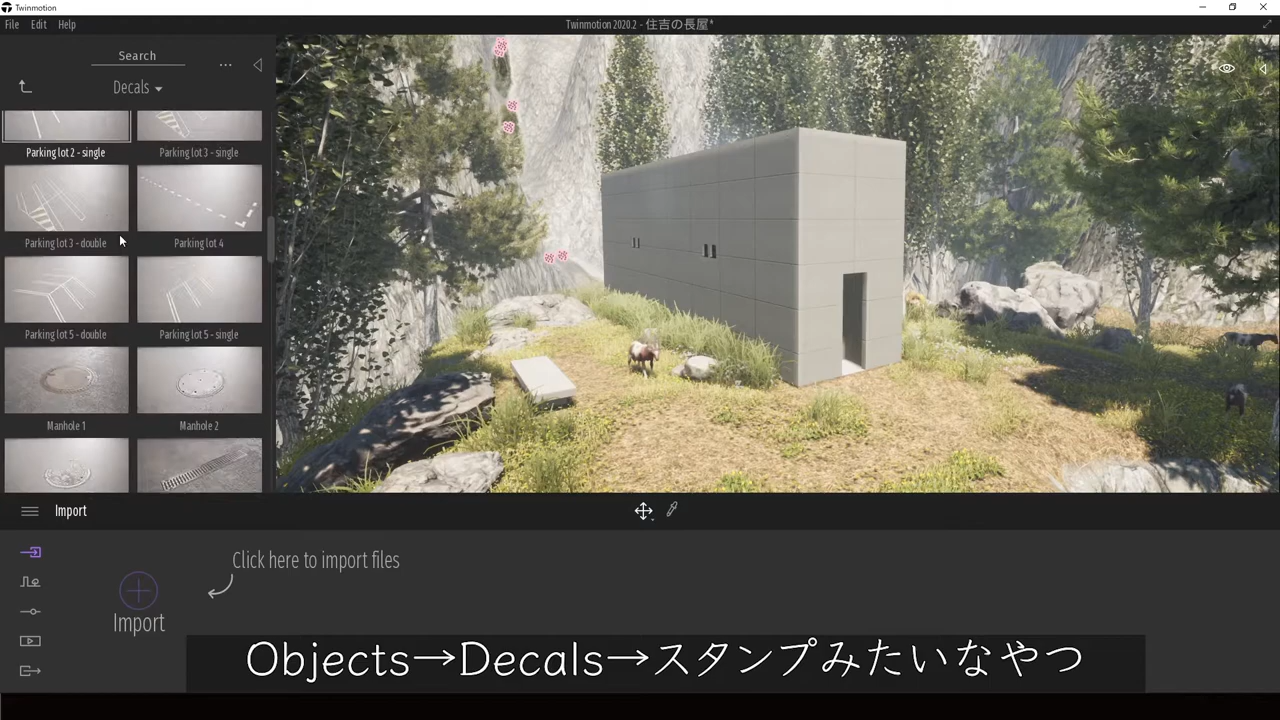 Twinmotion
File Edit Help
Twinmotion 2020.2 - 住吉の長屋*
Search
...
Decals
Parking lot 2 - single
Parking lot 3 - single
Parking lot 3 - double
Parking lot 4
Parking lot 5 - double
Parking lot 5 - single
Manhole 1
Manhole 2
Import
Click here to import files
Import
Objects→Decals→スタンプみたいなやつ